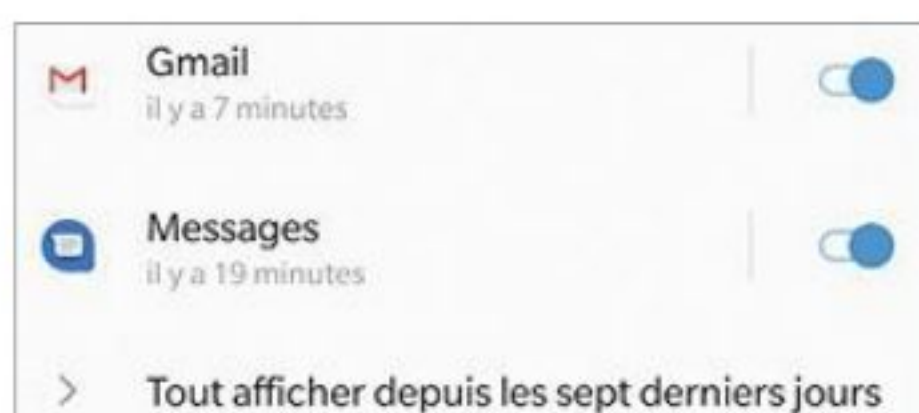 Gmail
il y a 7 minutes
Messages
il y a 19 minutes
Tout afficher depuis les sept derniers jours